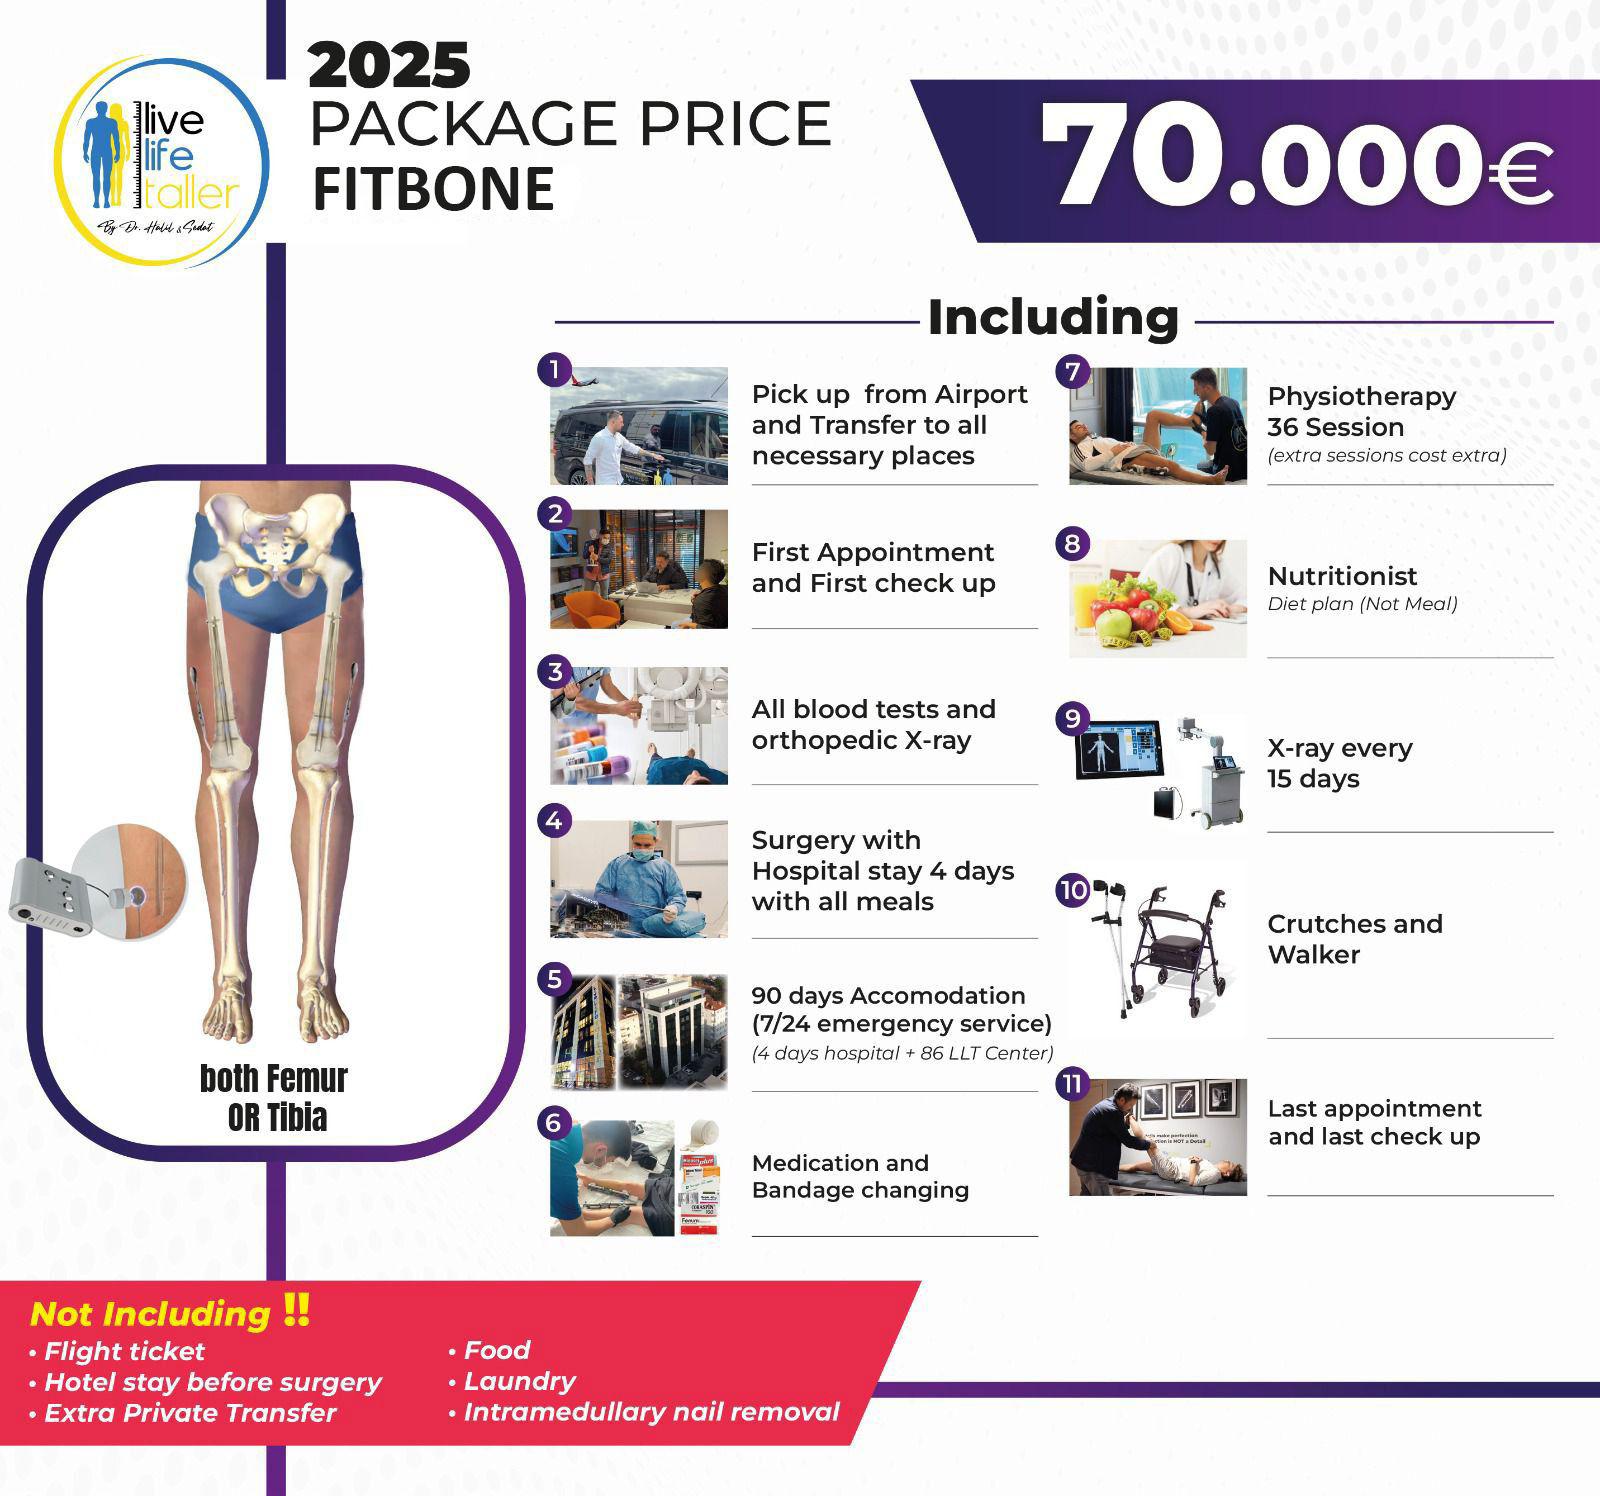 live
life
taller
By Dr. Halil & Sedat
2025
PACKAGE PRICE
FITBONE
70.000€
Including
1
Pick up from Airport
and Transfer to all
necessary places
2
First Appointment
and First check up
3
All blood tests and
orthopedic X-ray
4
Surgery with
Hospital stay 4 days
with all meals
5
90 days Accomodation
(7/24 emergency service)
(4 days hospital + 86 LLT Center)
6
Medication and
Bandage changing
7
Physiotherapy
36 Session
(extra sessions cost extra)
8
Nutritionist
Diet plan (Not Meal)
9
X-ray every
15 days
10
Crutches and
Walker
11
Last appointment
and last check up
both Femur
OR Tibia
Not Including !!
• Flight ticket
• Hotel stay before surgery
• Extra Private Transfer
• Food
• Laundry
• Intramedullary nail removal